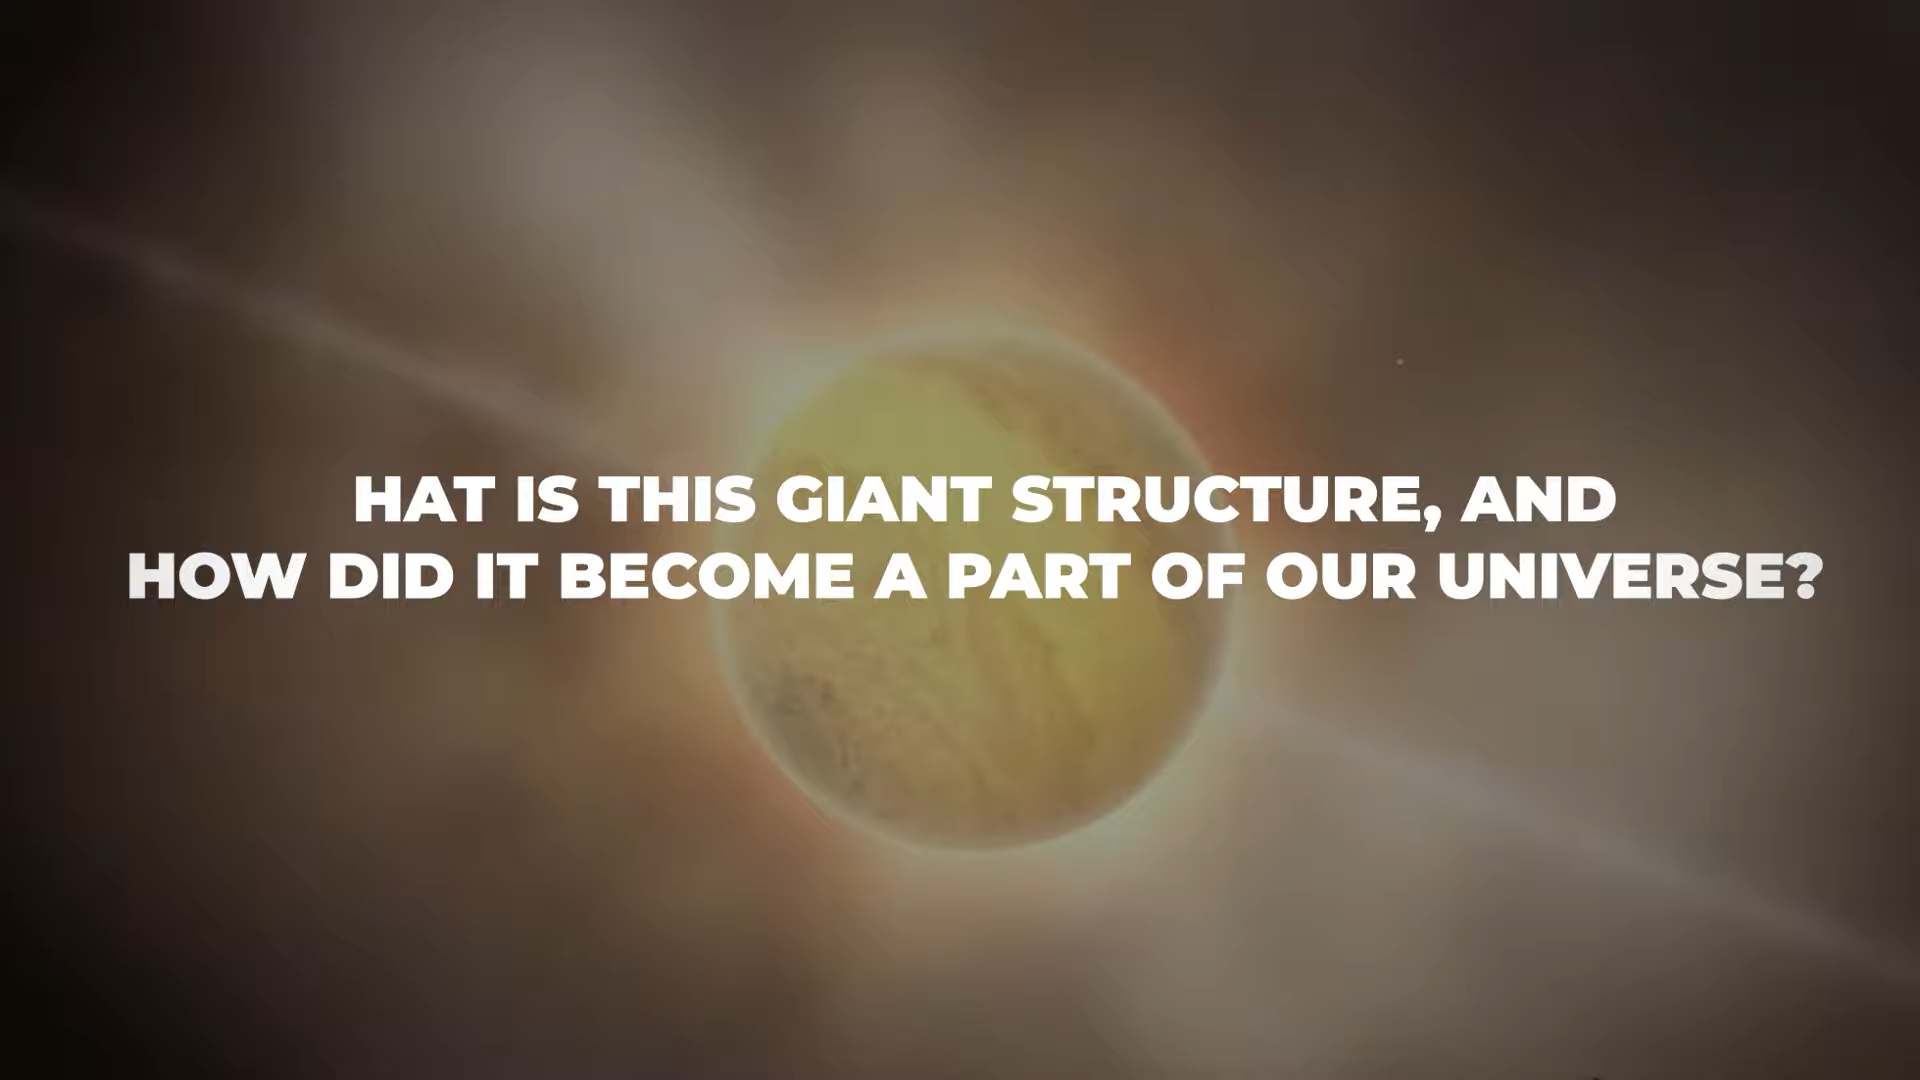 HAT IS THIS GIANT STRUCTURE, AND
HOW DID IT BECOME A PART OF OUR UNIVERSE?